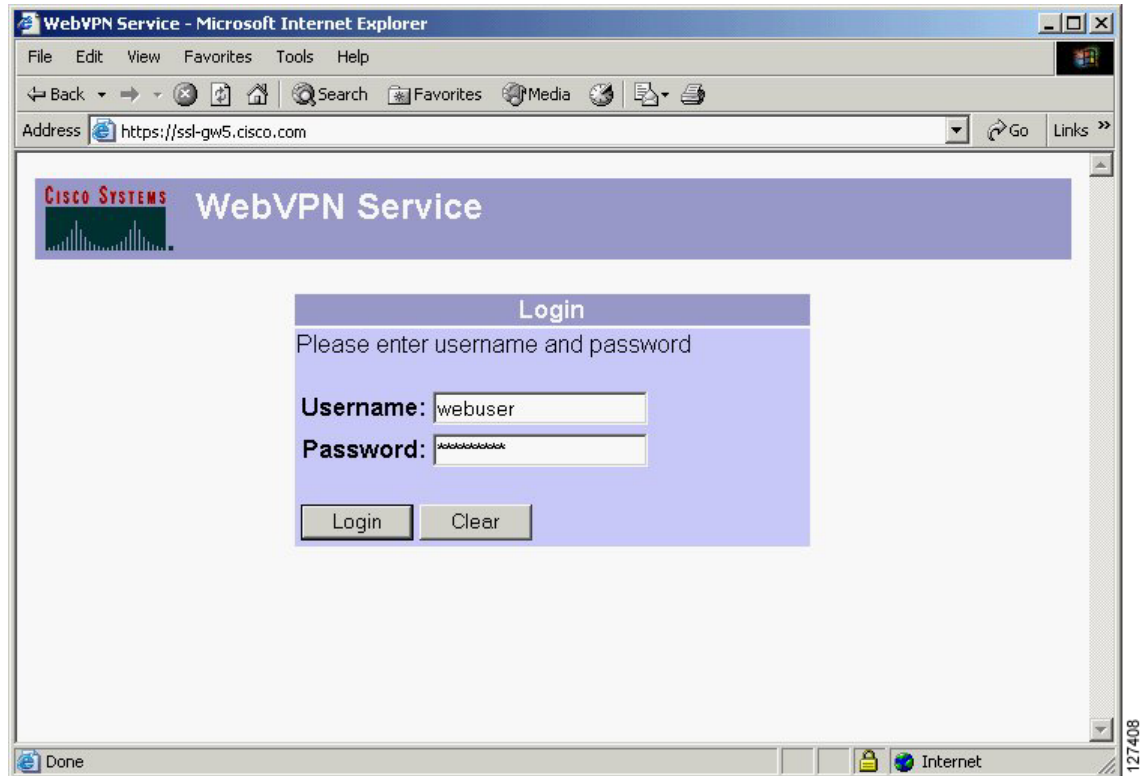 WebVPN Service - Microsoft Internet Explorer
File Edit View Favorites Tools Help
Back Search Favorites Media
Address https://ssl-gw5.cisco.com Go Links »
CISCO SYSTEMS
WebVPN Service
Login
Please enter username and password
Username: webuser
Password: *********
Login Clear
Done Internet
127408